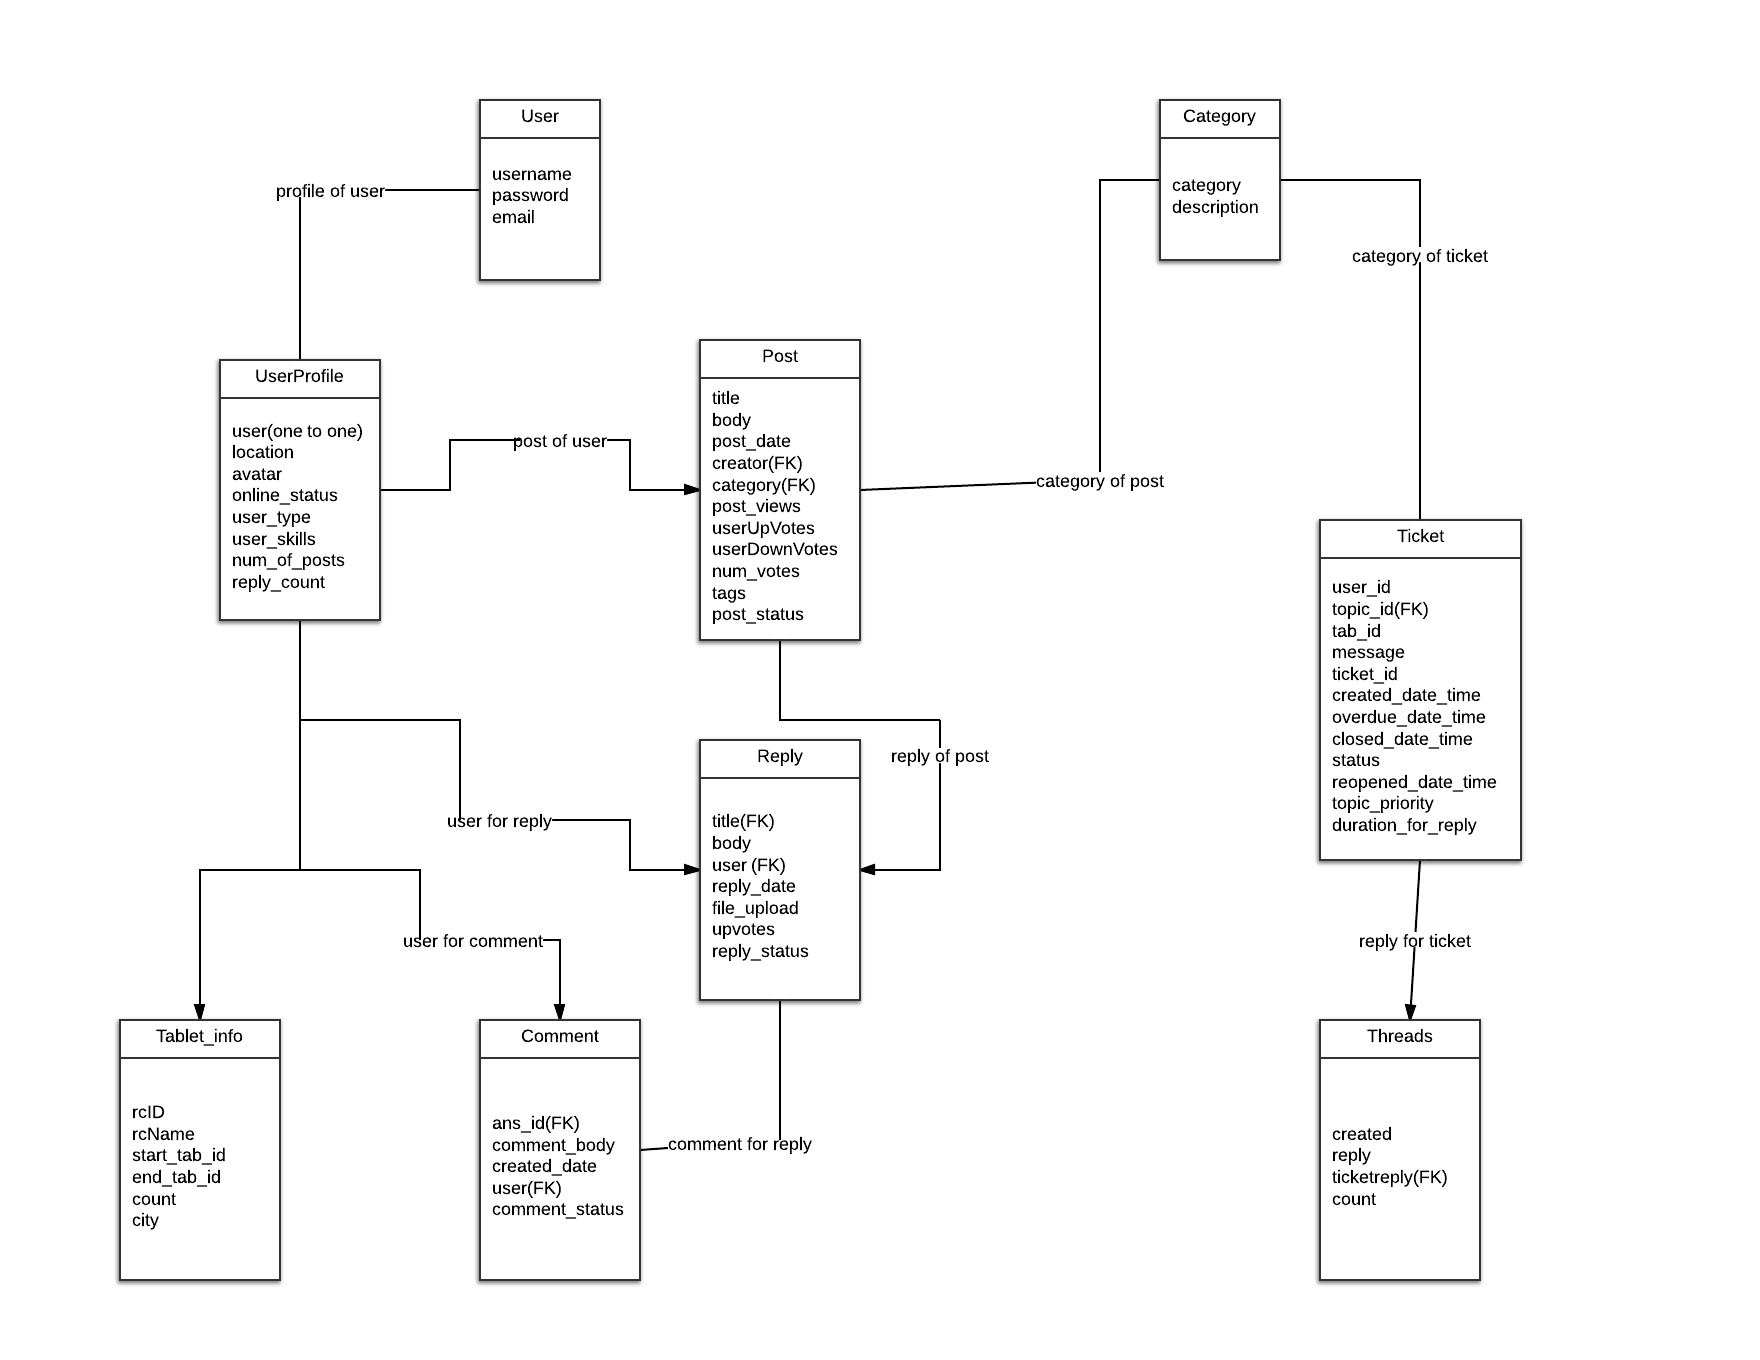 User
username
password
email
profile of user
Category
category
description
category of ticket
UserProfile
user(one to one)
location
avatar
online_status
user_type
user_skills
num_of_posts
reply_count
post of user
Post
title
body
post_date
creator(FK)
category(FK)
post_views
userUpVotes
userDownVotes
num_votes
tags
post_status
category of post
Ticket
user_id
topic_id(FK)
tab_id
message
ticket_id
created_date_time
overdue_date_time
closed_date_time
status
reopened_date_time
topic_priority
duration_for_reply
reply of post
user for reply
Reply
title(FK)
body
user (FK)
reply_date
file_upload
upvotes
reply_status
user for comment
reply for ticket
Tablet_info
rcID
rcName
start_tab_id
end_tab_id
count
city
Comment
ans_id(FK)
comment_body
created_date
user(FK)
comment_status
comment for reply
Threads
created
reply
ticketreply(FK)
count